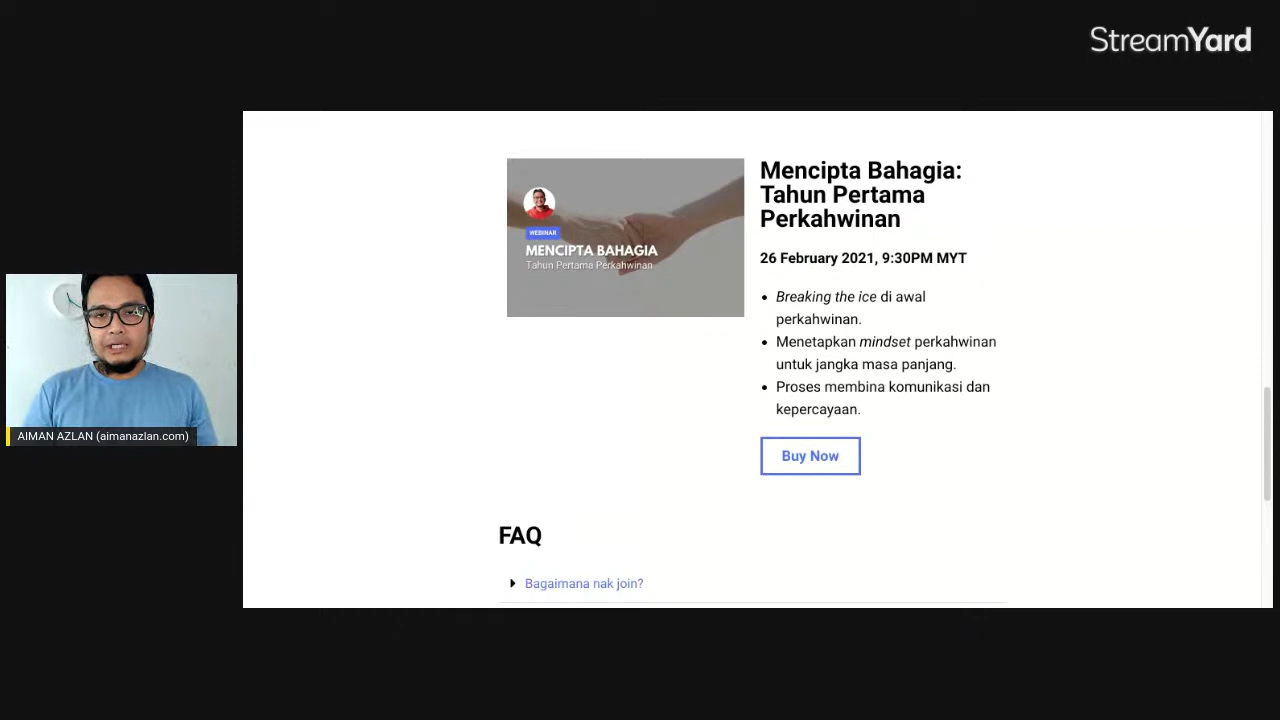 StreamYard
WEBINAR
MENCIPTA BAHAGIA
Tahun Pertama Perkahwinan
Mencipta Bahagia:
Tahun Pertama
Perkahwinan
26 February 2021, 9:30PM MYT
• Breaking the ice di awal
perkahwinan.
• Menetapkan mindset perkahwinan
untuk jangka masa panjang.
• Proses membina komunikasi dan
kepercayaan.
Buy Now
AIMAN AZLAN (aimanazlan.com)
FAQ
Bagaimana nak join?